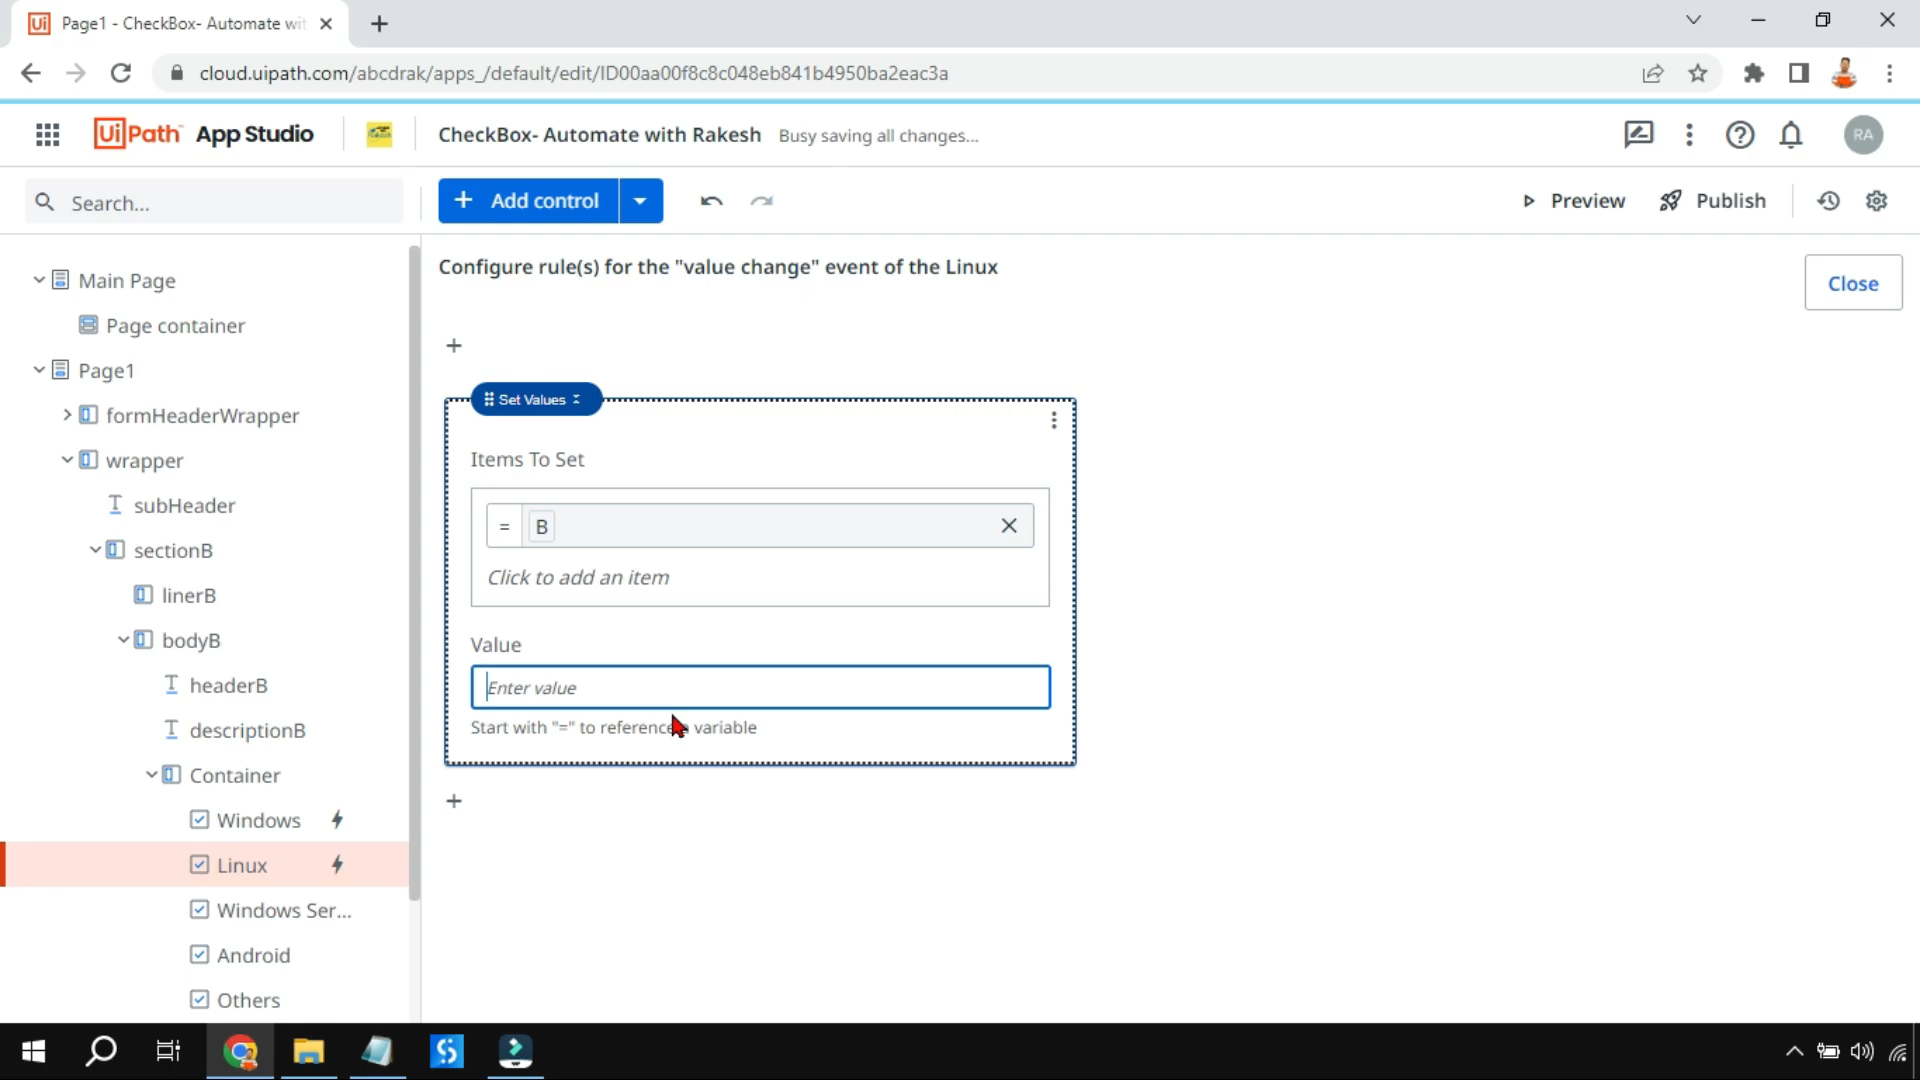 Page1 - CheckBox- Automate wit
cloud.uipath.com/abcdrak/apps_/default/edit/ID00aa00f8c8c048eb841b4950ba2eac3a
UiPath App Studio
CheckBox- Automate with Rakesh
Busy saving all changes...
RA
Search...
Add control
Preview
Publish
Main Page
Page container
Page1
formHeaderWrapper
wrapper
subHeader
sectionB
linerB
bodyB
headerB
descriptionB
Container
Windows
Linux
Windows Ser...
Android
Others
Configure rule(s) for the "value change" event of the Linux
Close
Set Values
Items To Set
= B
Click to add an item
Value
Enter value
Start with "=" to reference variable